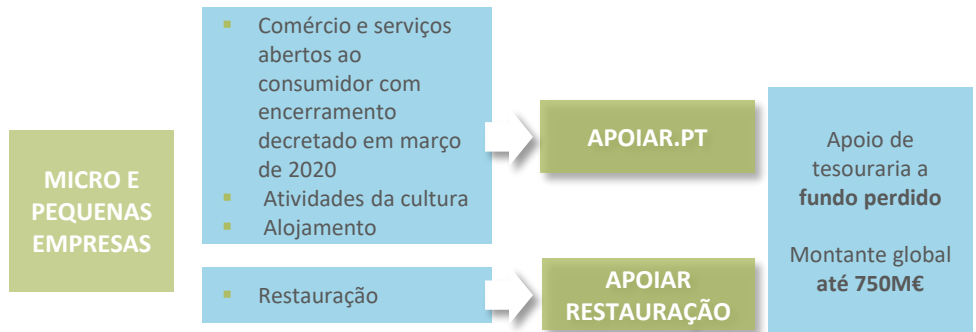 MICRO E
PEQUENAS
EMPRESAS
Comércio e serviços
abertos ao
consumidor com
encerramento
decretado em março
de 2020
Atividades da cultura
Alojamento
Restauração
APOIAR.PT
APOIAR
RESTAURAÇÃO
Apoio de
tesouraria a
fundo perdido
Montante global
até 750M€